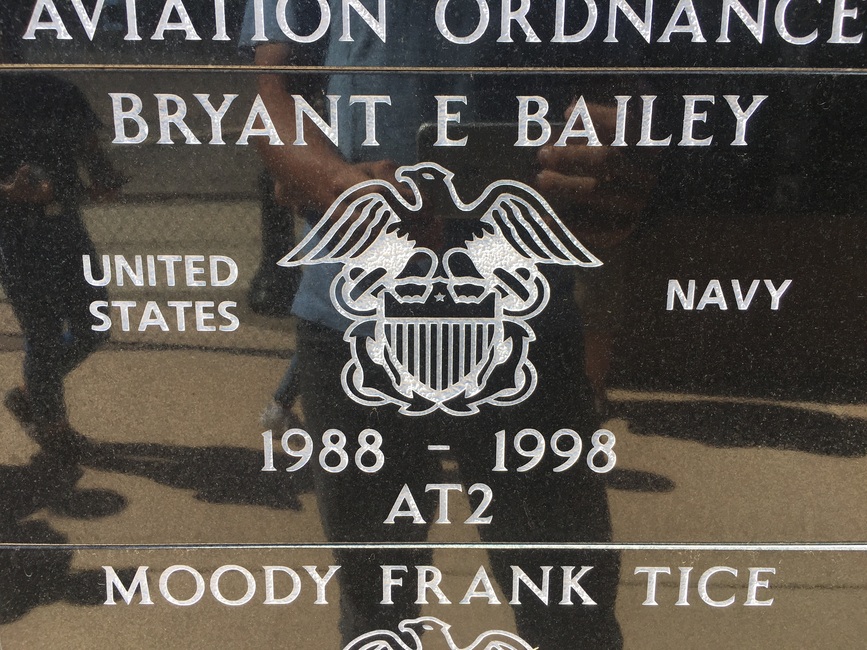 AVIATION ORDNANCE
BRYANT E BAILEY
UNITED
STATES
NAVY
1988 - 1998
AT2
MOODY FRANK TICE